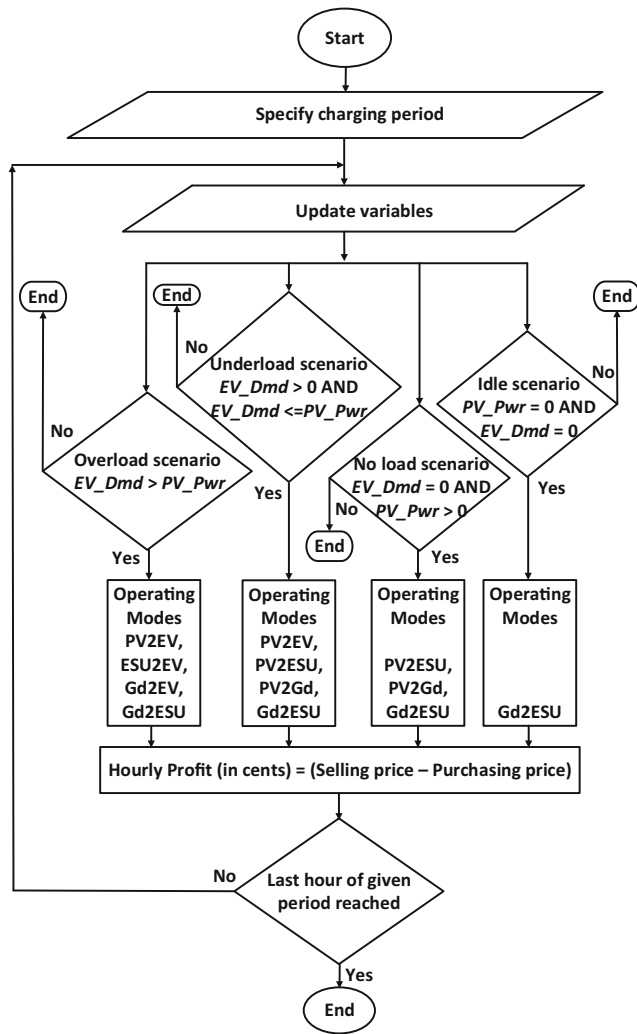 Start
Specify charging period
Update variables
End
End
End
No
Underload scenario
EV_Dmd > 0 AND
EV_Dmd <=PV_Pwr
No
Idle scenario
PV_Pwr = 0 AND
EV_Dmd = 0
No
Overload scenario
EV_Dmd > PV_Pwr
No load scenario
EV_Dmd = 0 AND
PV_Pwr > 0
Yes
Yes
No
End
Yes
Yes
Operating
Modes
PV2EV,
ESU2EV,
Gd2EV,
Gd2ESU
Operating
Modes
PV2EV,
PV2ESU,
PV2Gd,
Gd2ESU
Operating
Modes
PV2ESU,
PV2Gd,
Gd2ESU
Operating
Modes
Gd2ESU
Hourly Profit (in cents) = (Selling price – Purchasing price)
No
Last hour of given
period reached
Yes
End